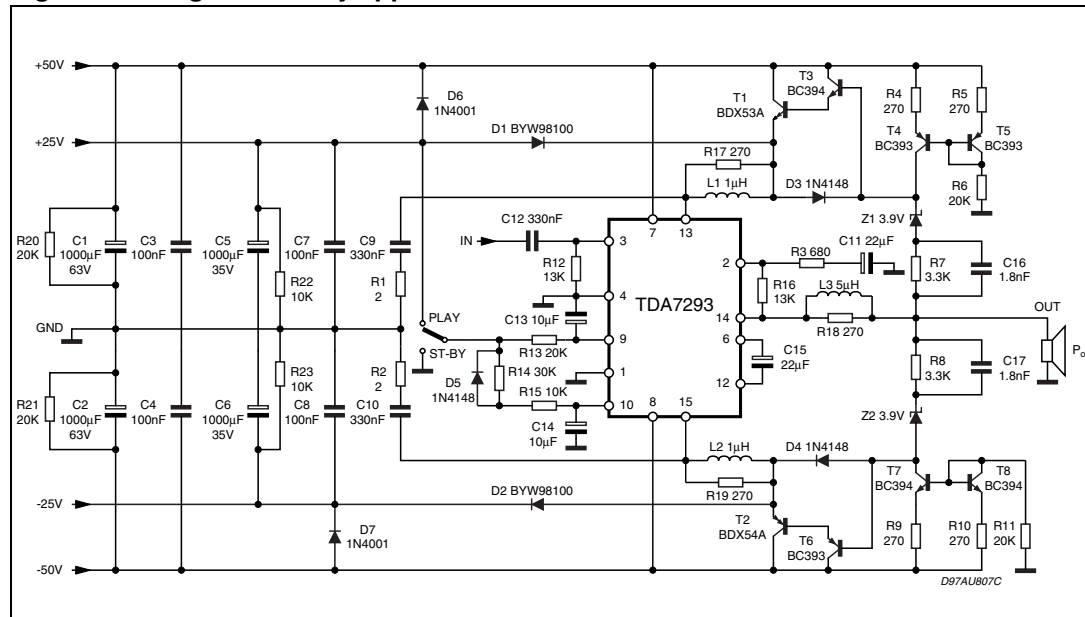 +50V
D6
1N4001
T3
BC394
T1
BDX53A
R4
270
R5
270
T4
BC393
T5
BC393
+25V
D1 BYW98100
R17 270
L1 1µH
D3 1N4148
R6
20K
Z1 3.9V
R20
20K
C1
1000µF
63V
C3
100nF
C5
1000µF
35V
R22
10K
C7
100nF
C9
330nF
R1
2
C12 330nF
IN
R12
13K
C13 10µF
3
4
9
1
10
7
13
TDA7293
8
15
2
14
6
12
R3 680
C11 22µF
R16
13K
L3 5µH
R18 270
C15
22µF
R7
3.3K
C16
1.8nF
OUT
Po
R8
3.3K
C17
1.8nF
Z2 3.9V
GND
PLAY
ST-BY
R13 20K
D5
1N4148
R14 30K
R15 10K
C14
10µF
R21
20K
C2
1000µF
63V
C4
100nF
C6
1000µF
35V
R23
10K
C8
100nF
R2
2
C10
330nF
L2 1µH
D4 1N4148
R19 270
T7
BC394
T8
BC394
-25V
D2 BYW98100
D7
1N4001
T2
BDX54A
T6
BC393
R9
270
R10
270
R11
20K
-50V
D97AU807C